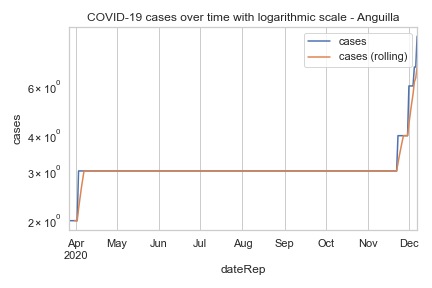 COVID-19 cases over time with logarithmic scale - Anguilla
cases
cases (rolling)
6 × 10⁰
4 × 10⁰
3 × 10⁰
2 × 10⁰
cases
Apr May Jun Jul Aug Sep Oct Nov Dec
2020
dateRep